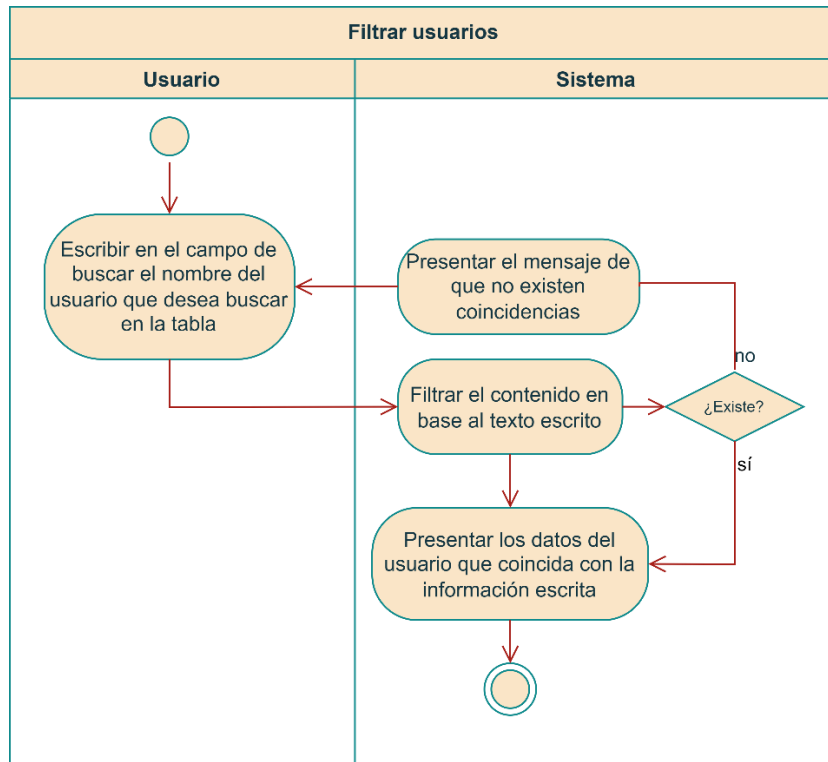 Filtrar usuarios
Usuario
Sistema
Escribir en el campo de
buscar el nombre del
usuario que desea buscar
en la tabla
Presentar el mensaje de
que no existen
coincidencias
no
Filtrar el contenido en
base al texto escrito
¿Existe?
sí
Presentar los datos del
usuario que coincida con la
información escrita